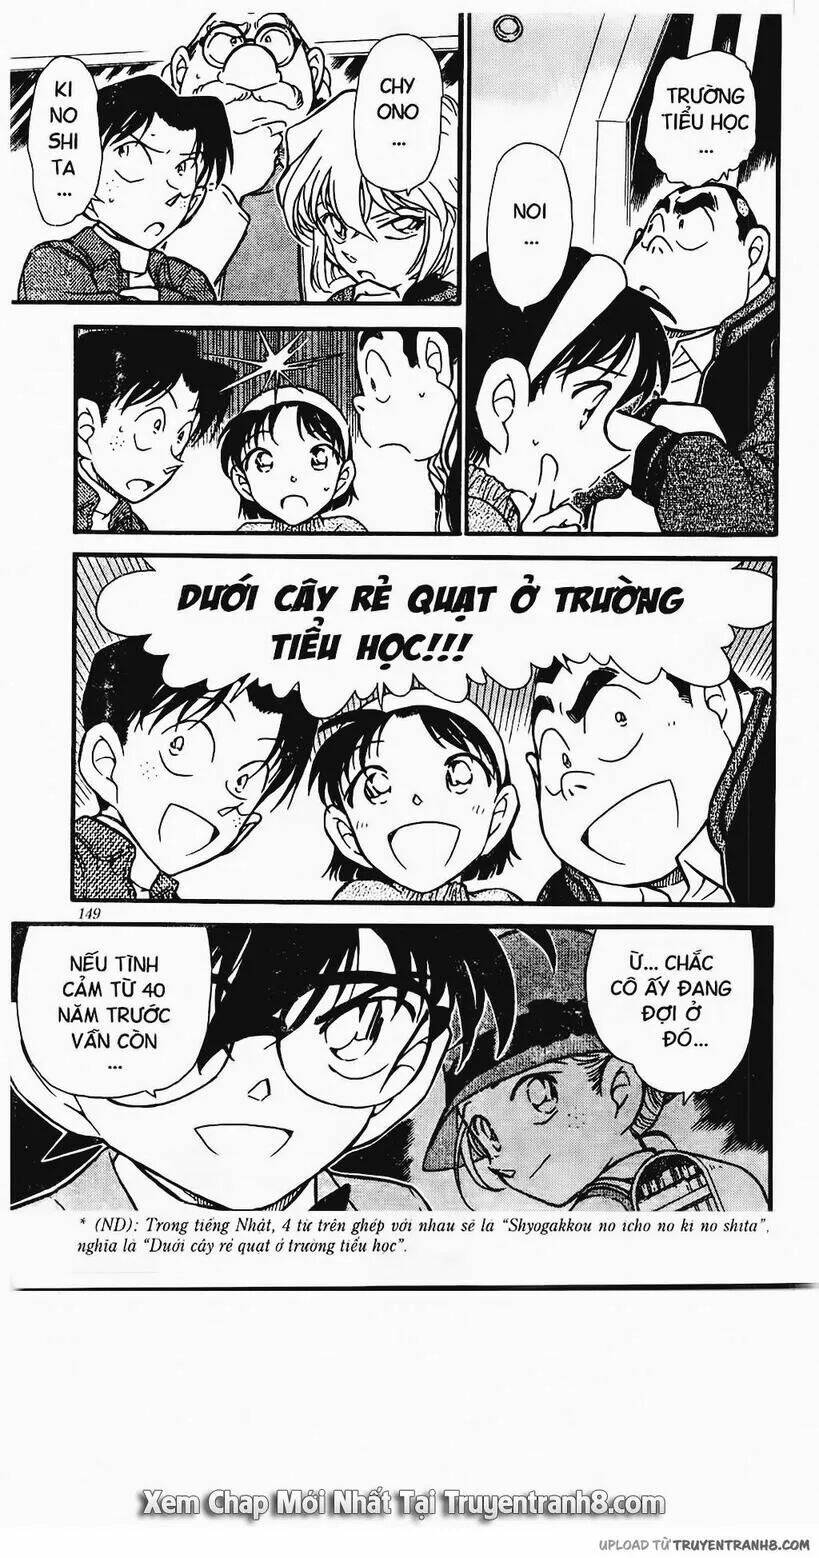 TRƯỜNG
TIỂU HỌC
...
NOI
...
CHY
ONO
...
KI
NO
SHI
TA
...
DƯỚI CÂY RẺ QUẠT Ở TRƯỜNG
TIỂU HỌC!!!
149
Ừ... CHẮC
CÔ ẤY ĐANG
ĐỢI Ở
ĐÓ...
NẾU TÌNH
CẢM TỪ 40
NĂM TRƯỚC
VẪN CÒN
...
* (ND): Trong tiếng Nhật, 4 từ trên ghép với nhau sẽ là "Shyogakkou no icho no ki no shita",
nghĩa là "Dưới cây rẻ quạt ở trường tiểu học".
Xem Chap Mới Nhất Tại Truyentranh8.com
UPLOAD TỪ TRUYENTRANH8.com